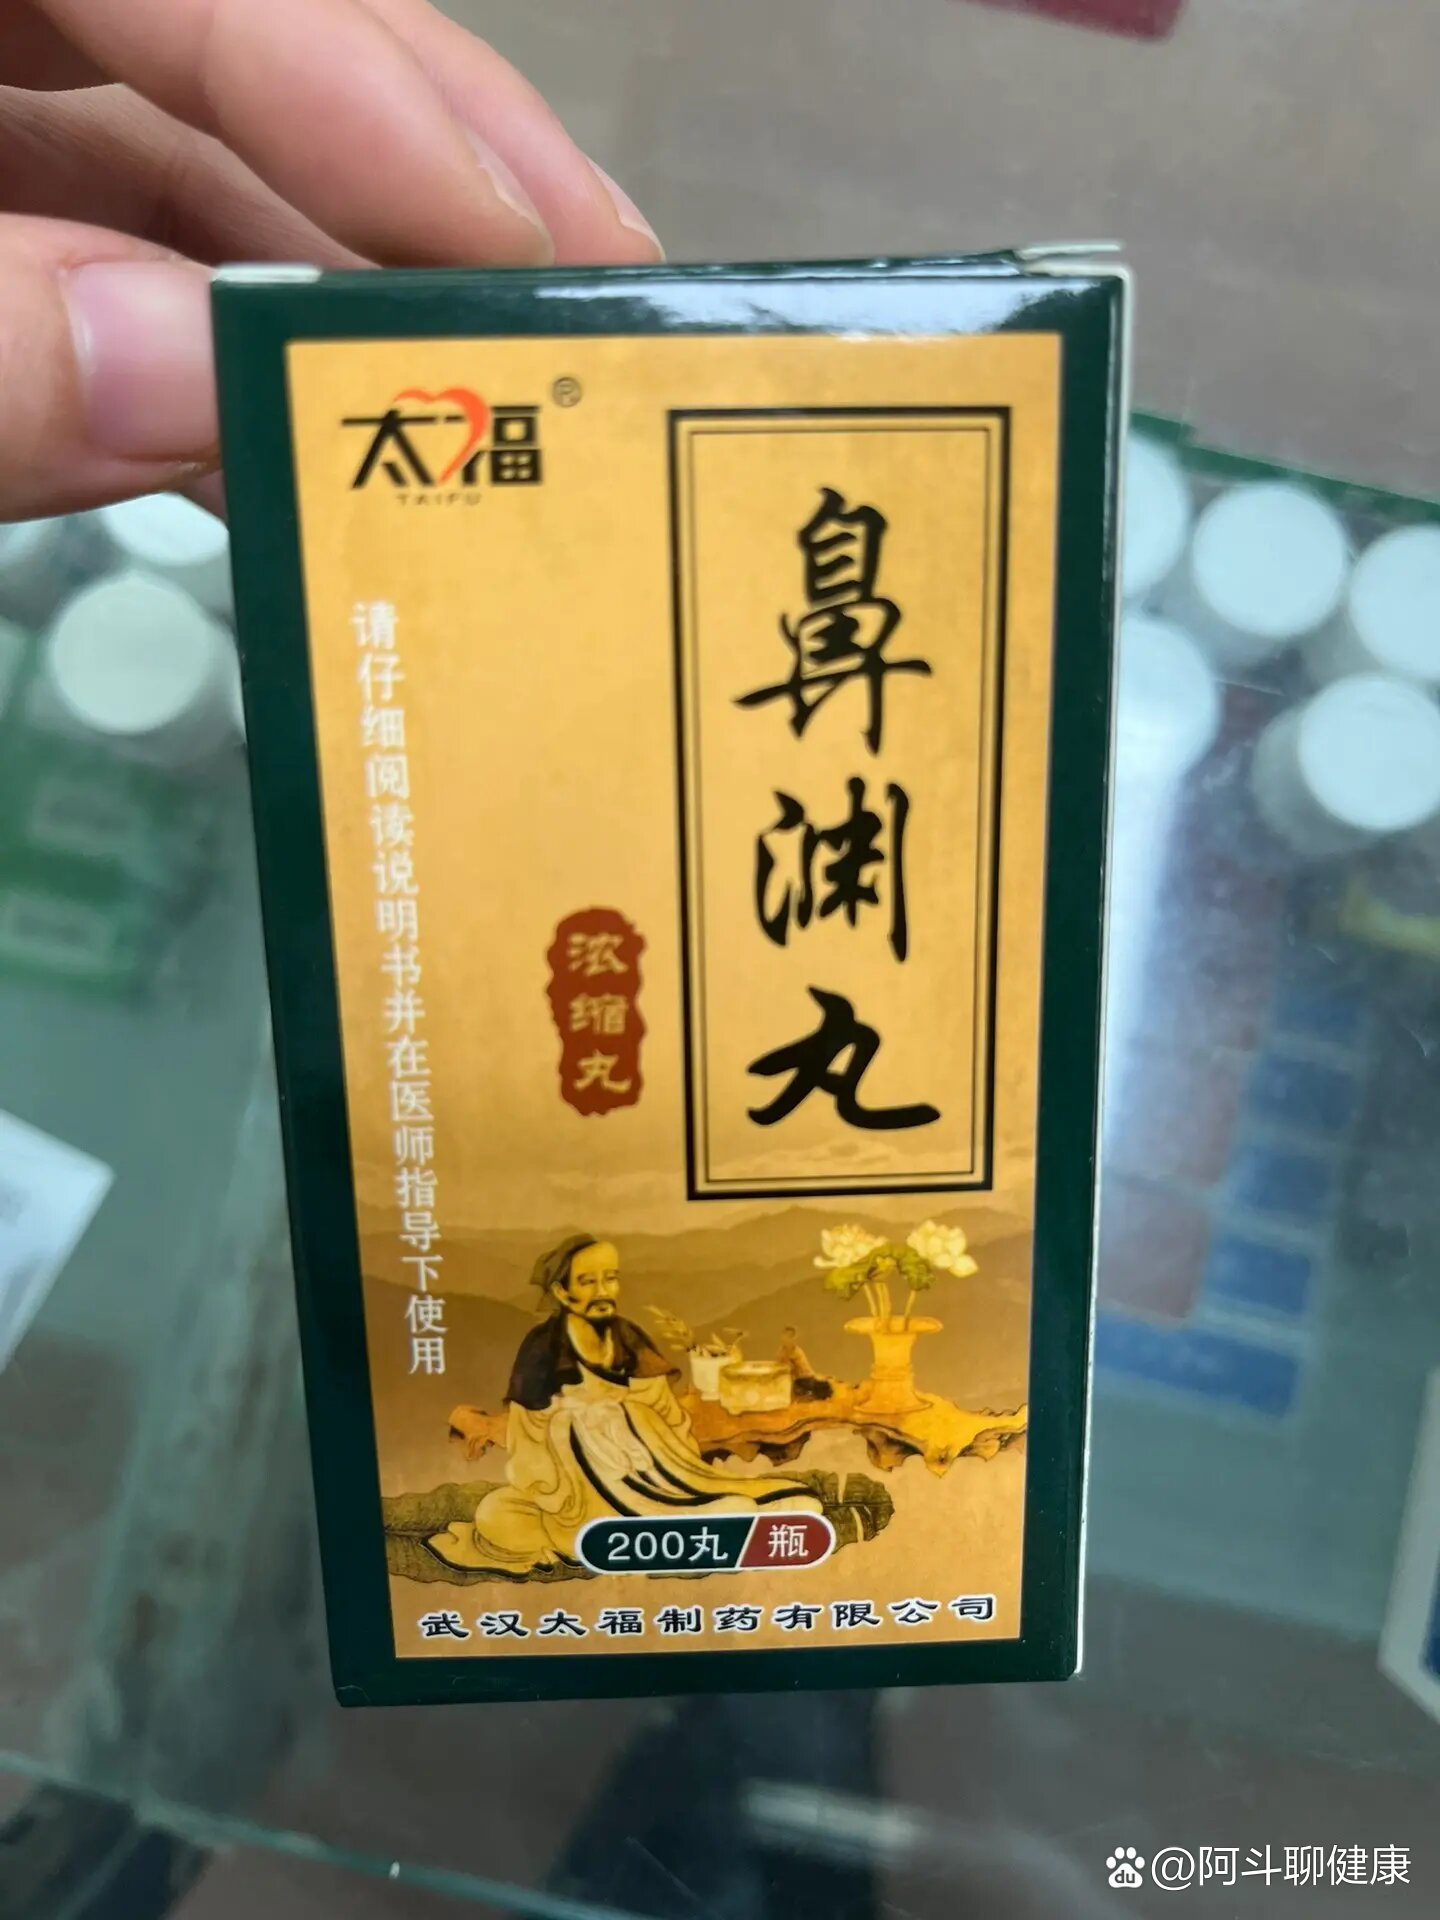 太福®
TAIFU
鼻渊丸
浓缩丸
请仔细阅读说明书并在医师指导下使用
200丸/瓶
武汉太福制药有限公司
du @阿斗聊健康